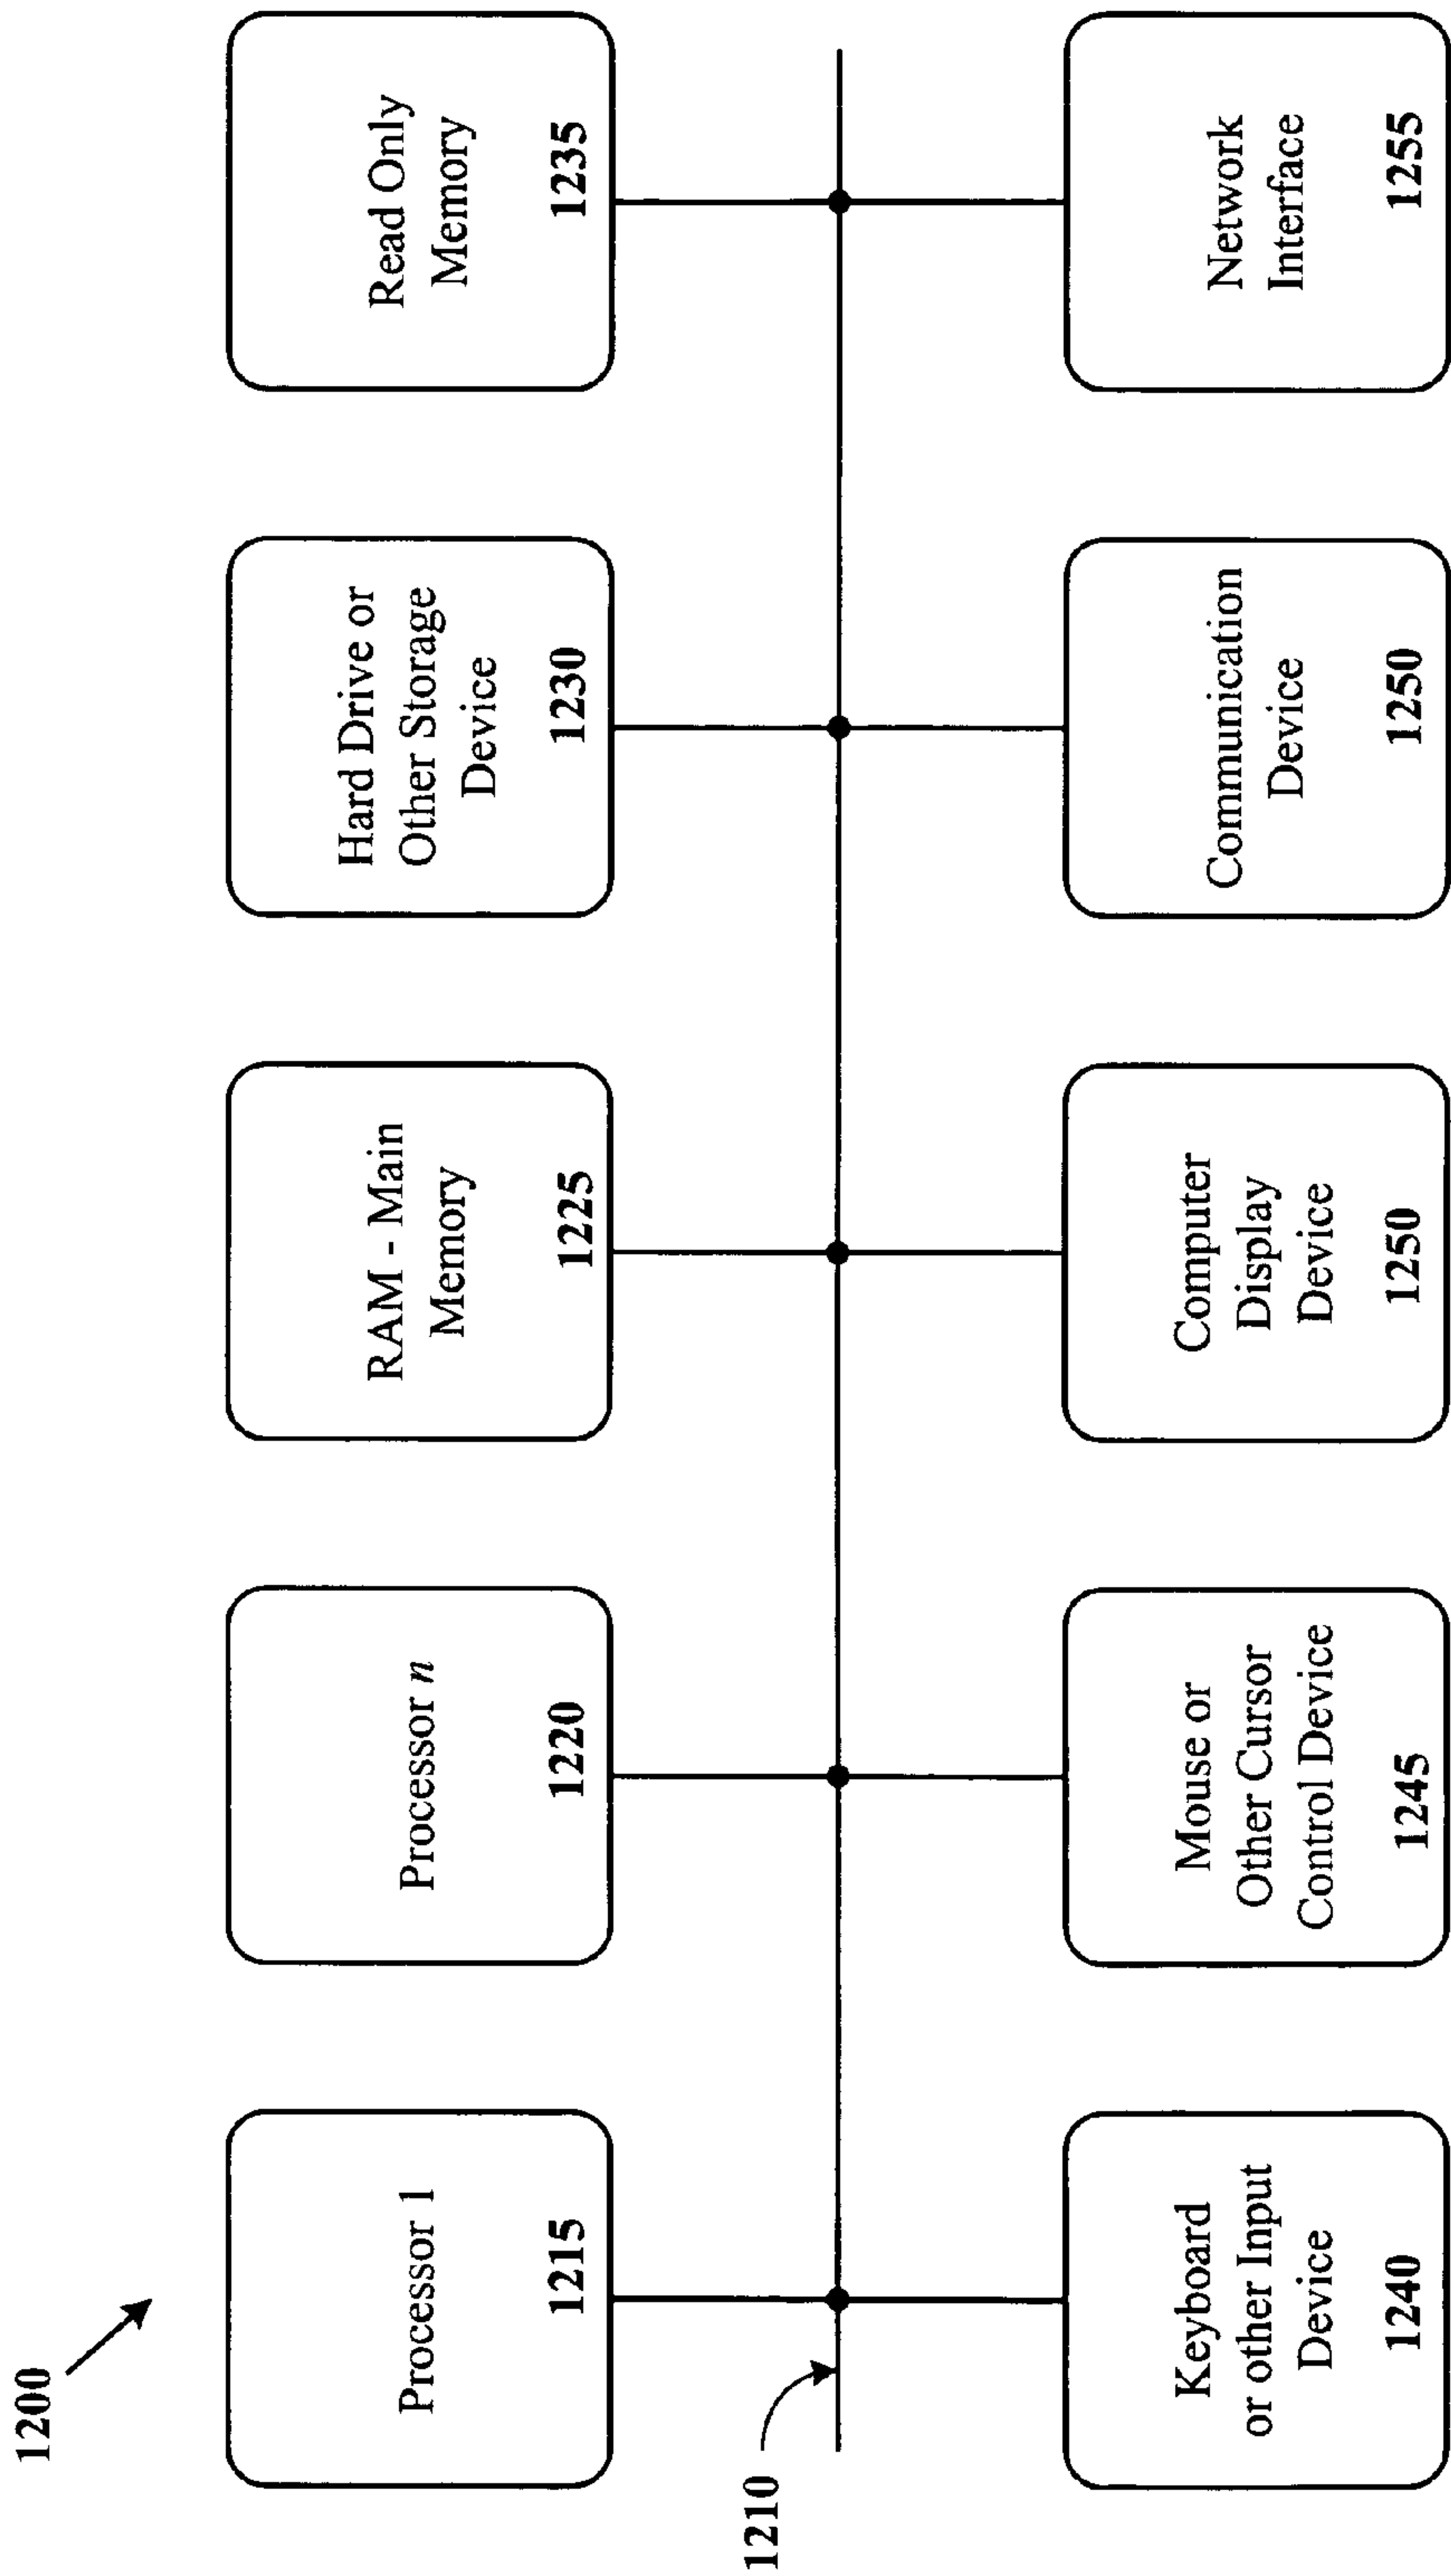 1200
Processor 1
1215
Processor n
1220
RAM - Main
Memory
1225
Hard Drive or
Other Storage
Device
1230
Read Only
Memory
1235
1210
Keyboard
or other Input
Device
1240
Mouse or
Other Cursor
Control Device
1245
Computer
Display
Device
1250
Communication
Device
1250
Network
Interface
1255